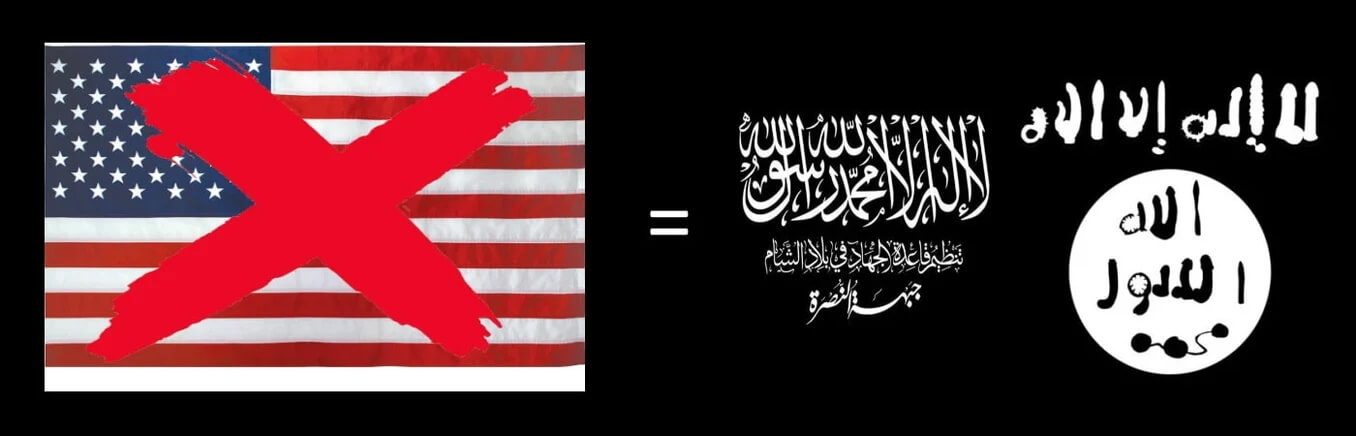 =
لا إله إلا الله محمد رسول الله
تنظيم قاعدة الجهاد في بلاد الشام
جبهة النصرة
لا إله إلا الله
الله
رسول
محمد